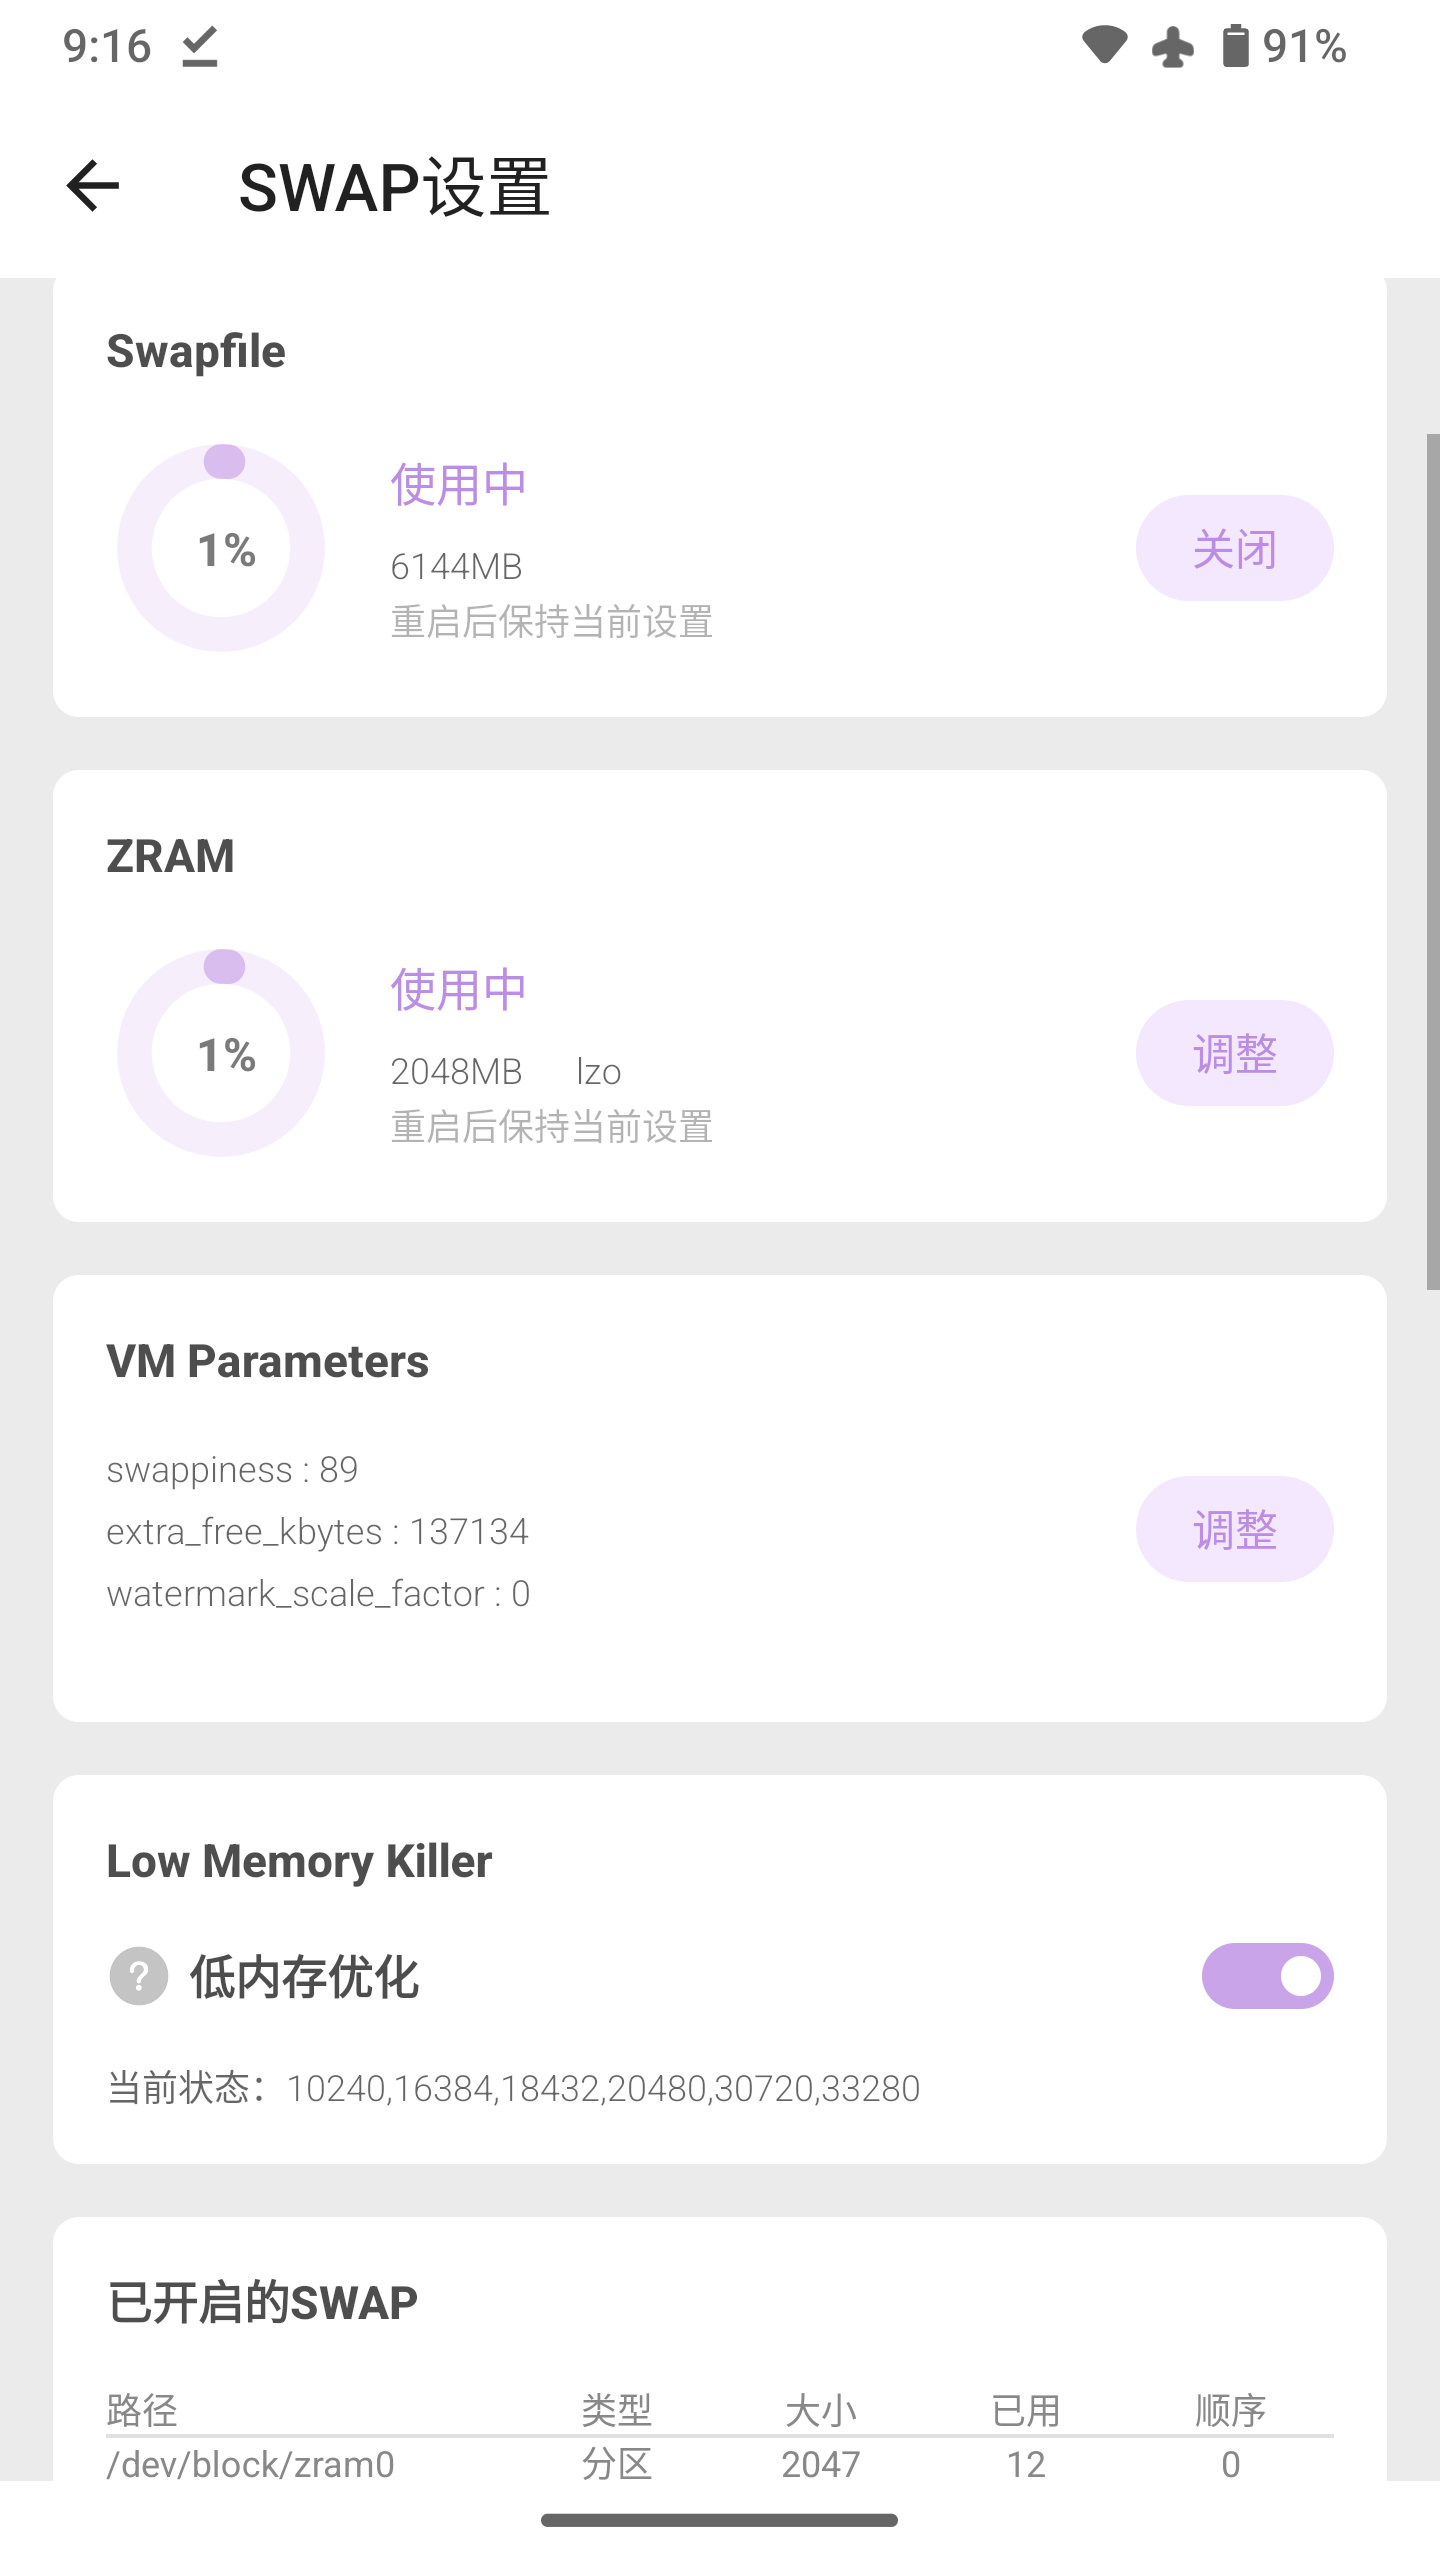 9:16 91%
SWAP设置
Swapfile
使用中
1%
6144MB
重启后保持当前设置
关闭
ZRAM
使用中
1%
2048MB lzo
重启后保持当前设置
调整
VM Parameters
swappiness : 89
extra_free_kbytes : 137134
watermark_scale_factor : 0
调整
Low Memory Killer
? 低内存优化
当前状态：10240,16384,18432,20480,30720,33280
已开启的SWAP
路径 类型 大小 已用 顺序
/dev/block/zram0 分区 2047 12 0